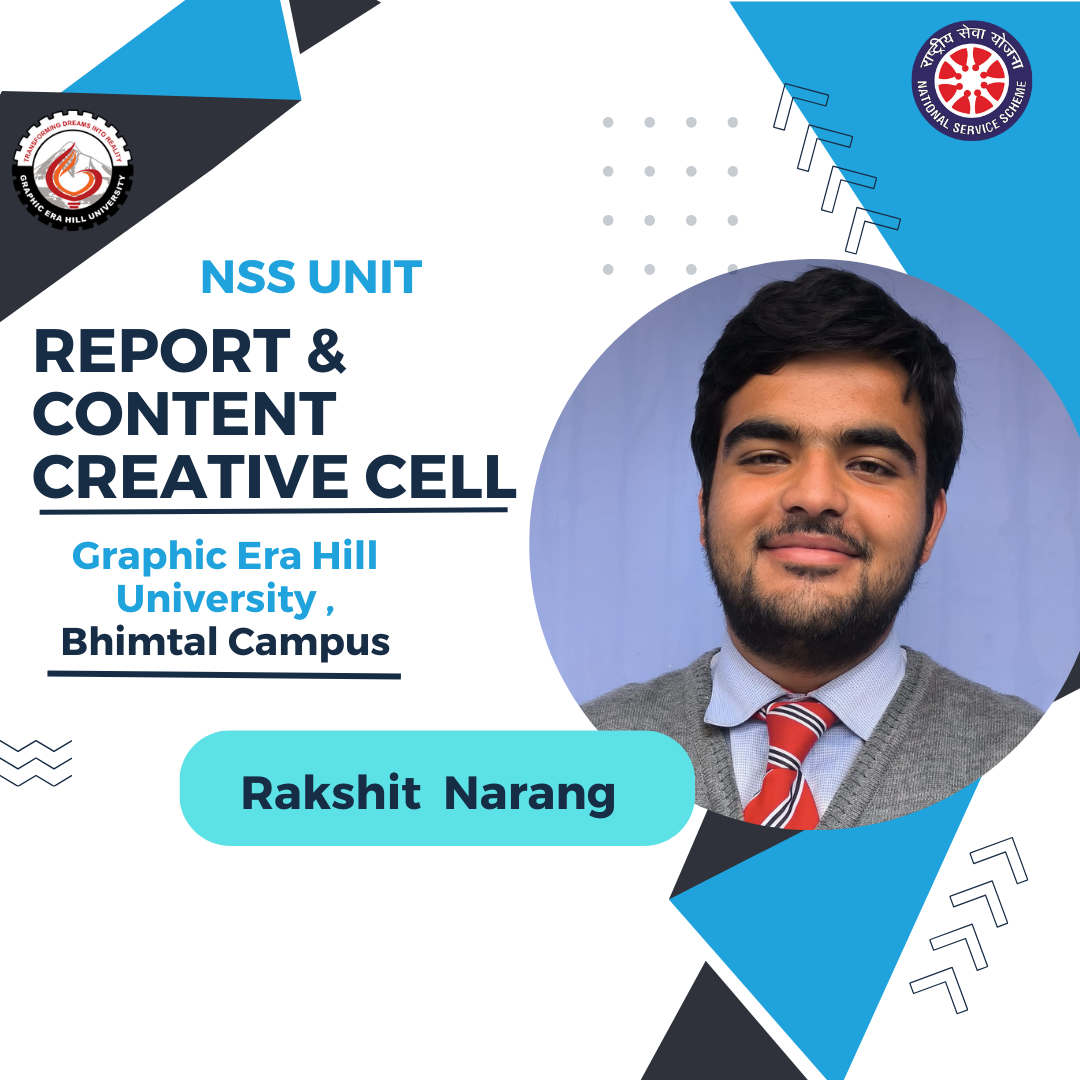 TRANSFORMING DREAMS INTO REALITY
GRAPHIC ERA HILL UNIVERSITY
राष्ट्रीय सेवा योजना
NATIONAL SERVICE SCHEME
NSS UNIT
REPORT &
CONTENT
CREATIVE CELL
Graphic Era Hill
University ,
Bhimtal Campus
Rakshit Narang